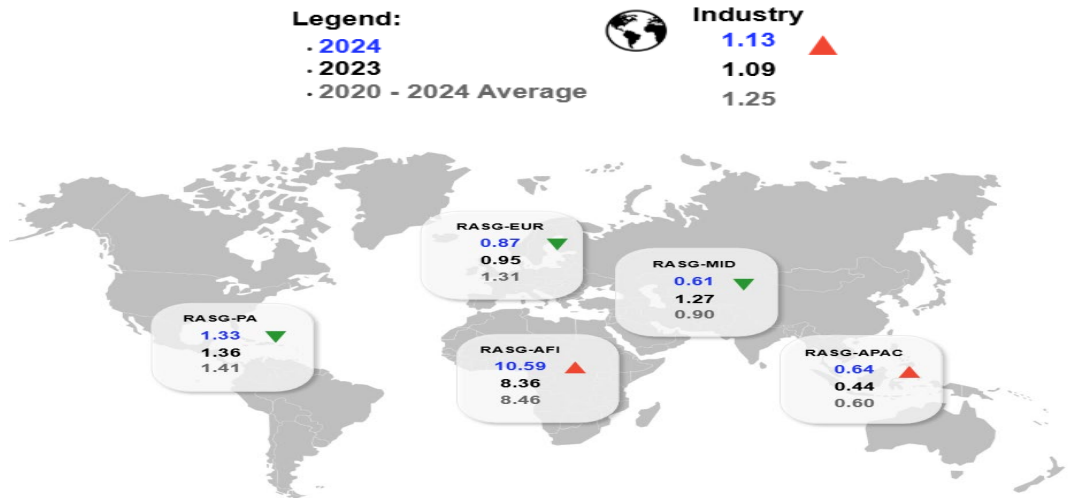 Legend:
· 2024
· 2023
· 2020 - 2024 Average
Industry
1.13
1.09
1.25
RASG-EUR
0.87
0.95
1.31
RASG-MID
0.61
1.27
0.90
RASG-PA
1.33
1.36
1.41
RASG-AFI
10.59
8.36
8.46
RASG-APAC
0.64
0.44
0.60